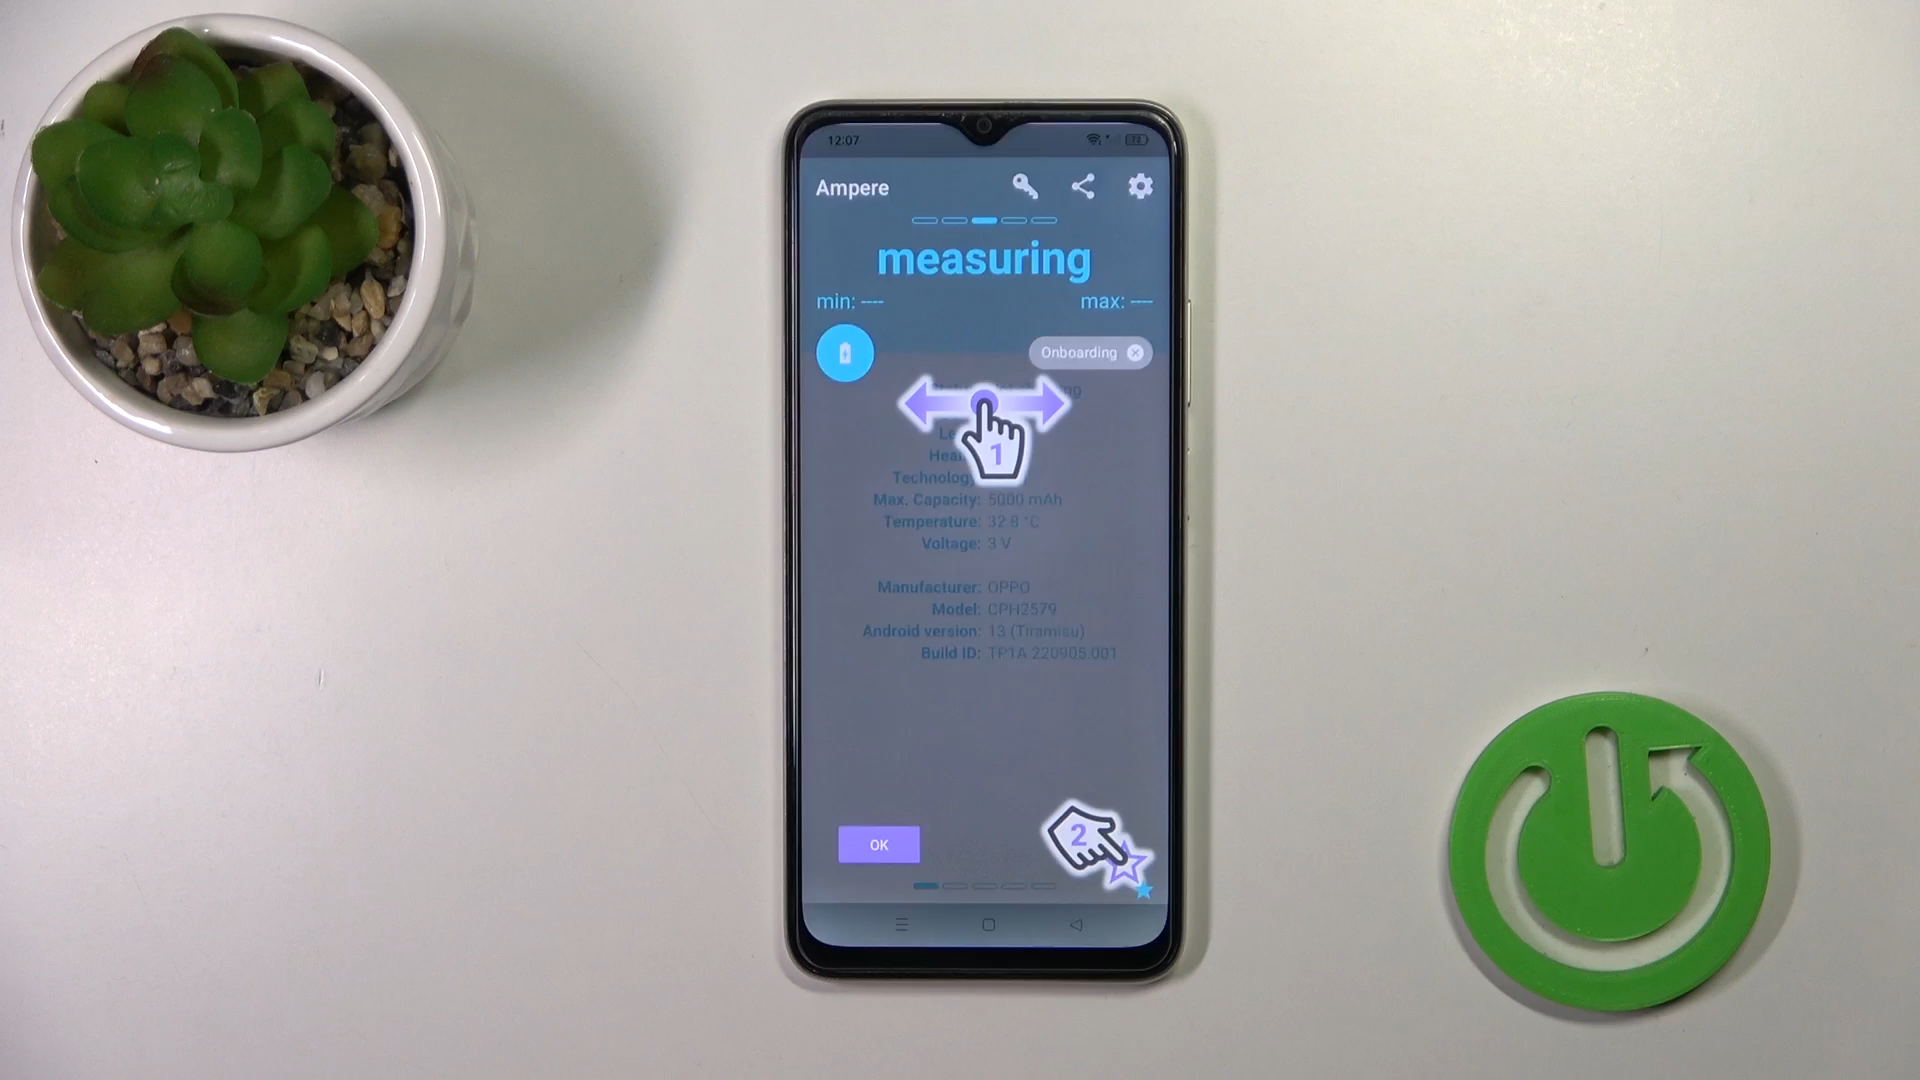 12:07
72
Ampere
measuring
min: ---- max: ----
Onboarding
1
Technology
Max. Capacity: 5000 mAh
Temperature: 32.8 °C
Voltage: 3 V
Manufacturer: OPPO
Model: CPH2579
Android version: 13 (Tiramisu)
Build ID: TP1A.220905.001
2
OK